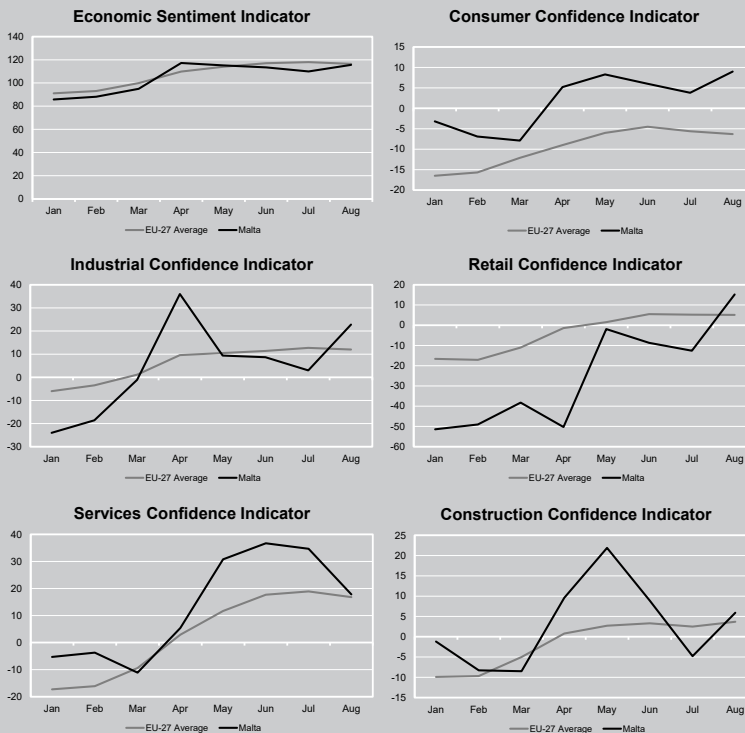 Economic Sentiment Indicator
140
120
100
80
60
40
20
0
Jan Feb Mar Apr May Jun Jul Aug
EU-27 Average Malta
Consumer Confidence Indicator
15
10
5
0
-5
-10
-15
-20
Jan Feb Mar Apr May Jun Jul Aug
EU-27 Average Malta
Industrial Confidence Indicator
40
30
20
10
0
-10
-20
-30
Jan Feb Mar Apr May Jun Jul Aug
EU-27 Average Malta
Retail Confidence Indicator
20
10
0
-10
-20
-30
-40
-50
-60
Jan Feb Mar Apr May Jun Jul Aug
EU-27 Average Malta
Services Confidence Indicator
40
30
20
10
0
-10
-20
Jan Feb Mar Apr May Jun Jul Aug
EU-27 Average Malta
Construction Confidence Indicator
25
20
15
10
5
0
-5
-10
-15
Jan Feb Mar Apr May Jun Jul Aug
EU-27 Average Malta